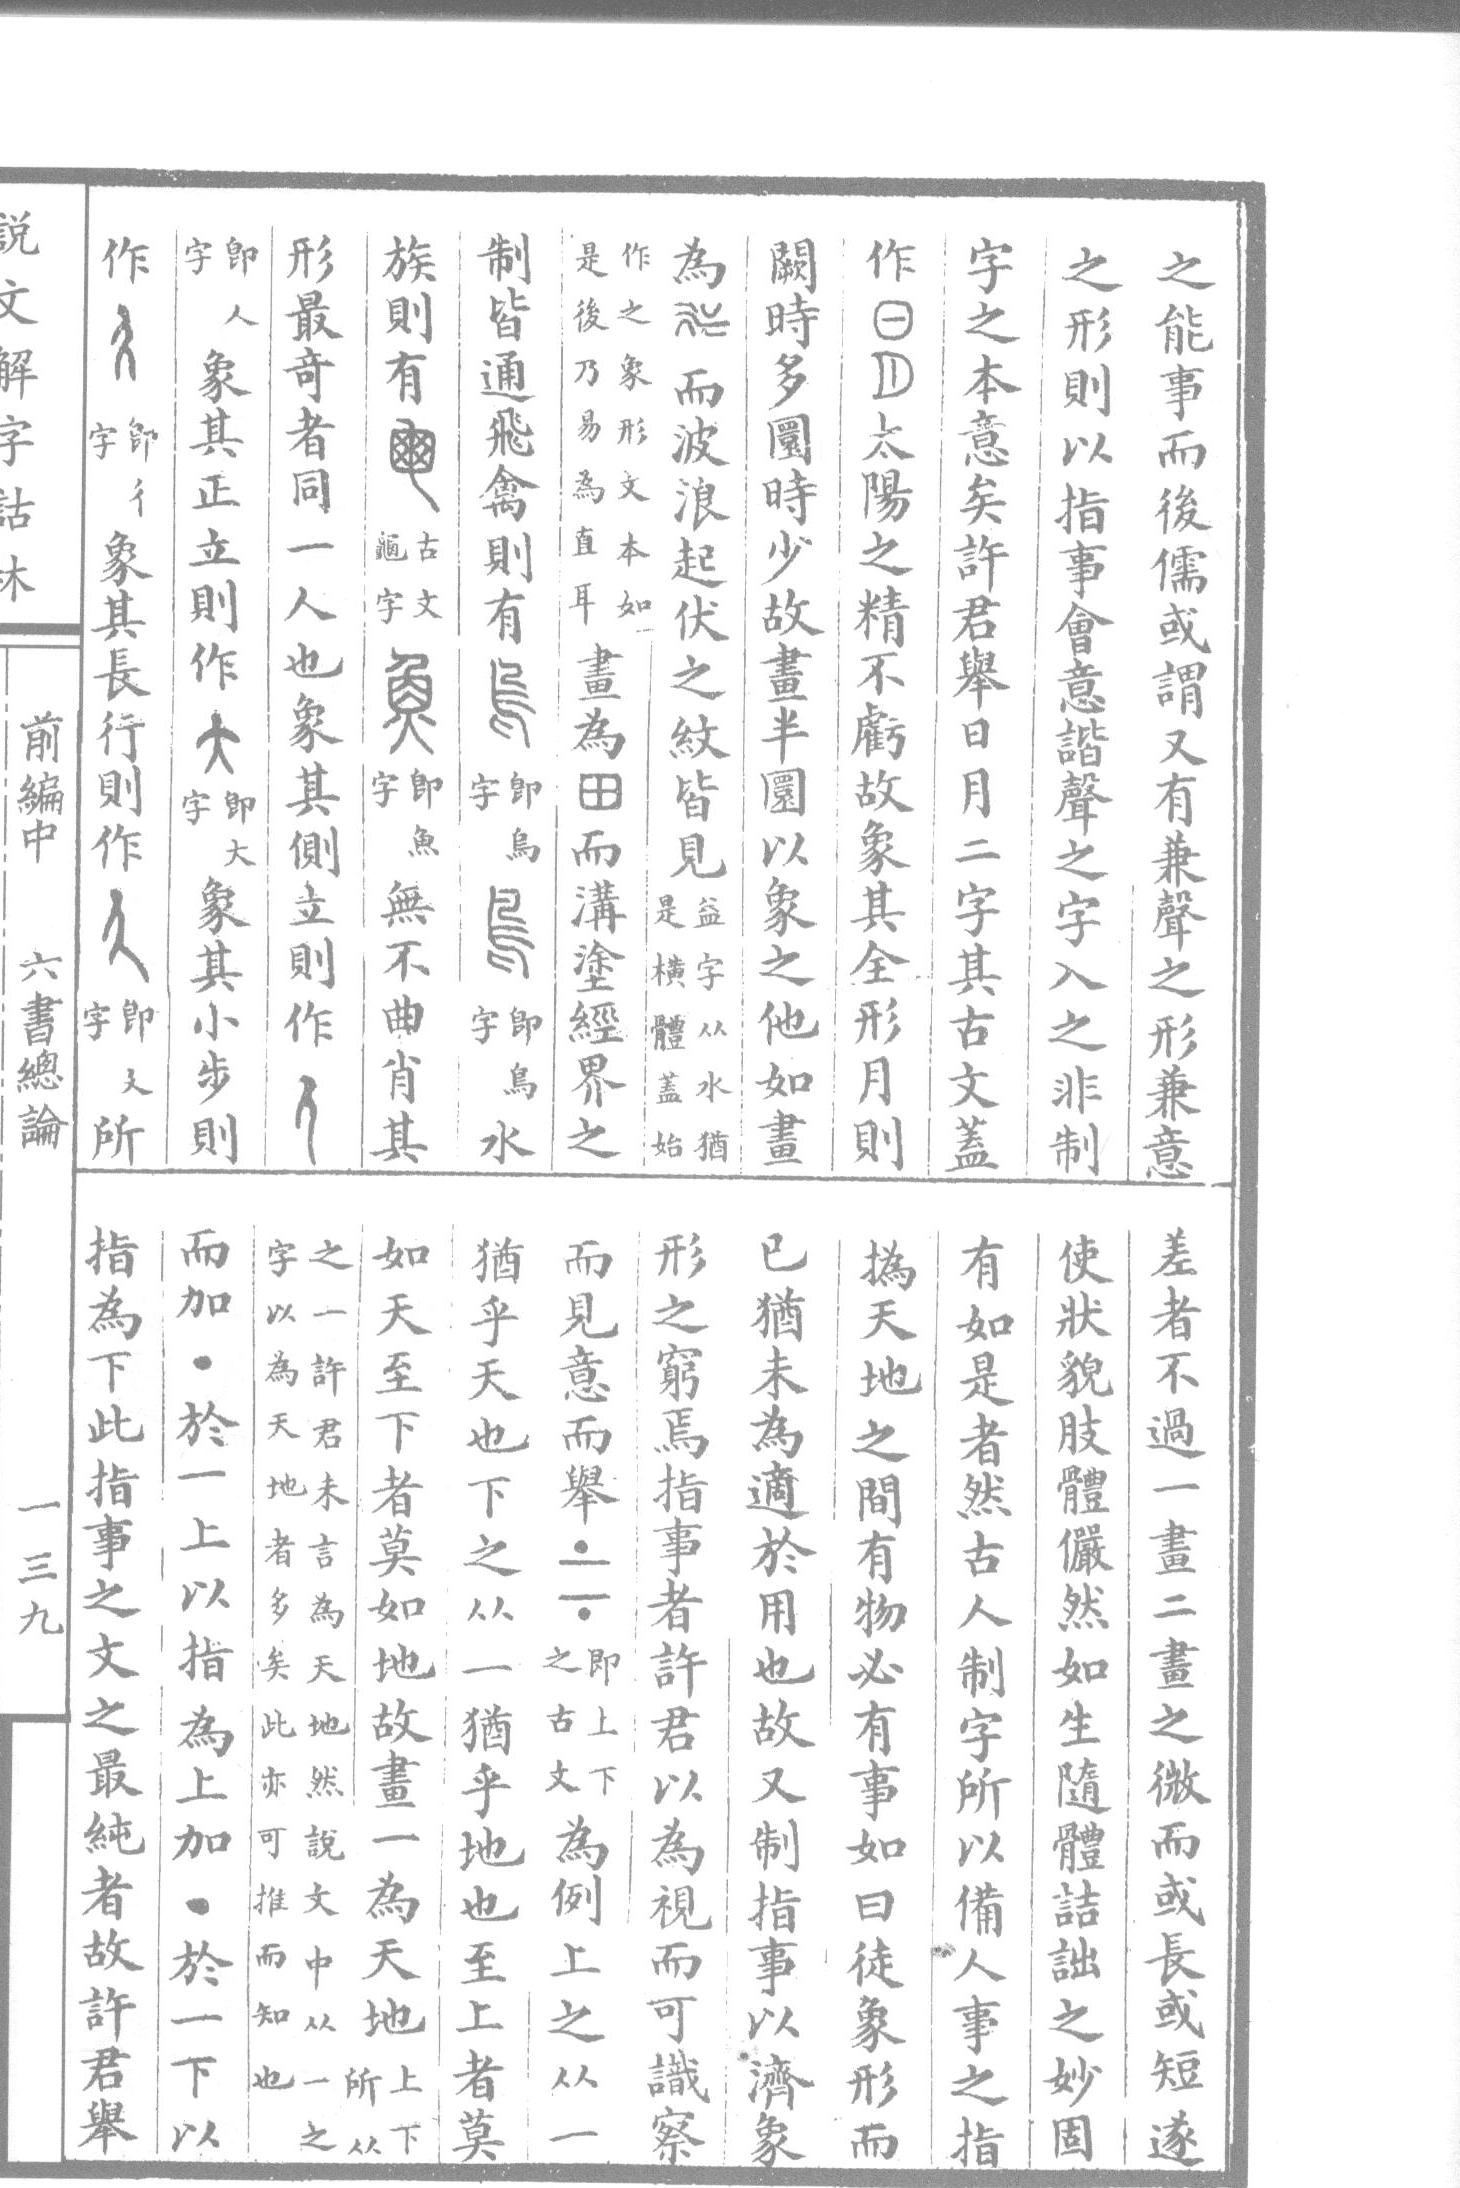 之能事而後儒或謂又有兼聲之形兼意
之形則以指事會意諧聲之字入之非制
字之本意矣許君舉日月二字其古文蓋
作太陽之精不虧故象其全形月則
闕時多圜時少故畫半圜以象之他如畫
為而波浪起伏之紋皆見益字从水猶是橫體蓋始
作之象形文本如是後乃易為直耳畫為田而溝塗經界之
制皆通飛禽則有即烏字即鳥字水
族則有古文龜字即魚字無不曲肖其
形最奇者同一人也象其側立則作
即人字象其正立則作即大字象其小步則
作即彳字象其長行則作即夊字所
差者不過一畫二畫之微而或長或短遂
使狀貌肢體儼然如生隨體詰詘之妙固
有如是者然古人制字所以備人事之指
撝天地之間有物必有事如曰徒象形而
已猶未為適於用也故又制指事以濟象
形之窮焉指事者許君以為視而可識察
而見意而舉即上下之古文為例上之从一
猶乎天也下之从一猶乎地也至上者莫
如天至下者莫如地故畫一為天地上下所从
之一許君未言為天地然說文中从一之字以為天地者多矣此亦可推而知也
而加•於一上以指為上加•於一下以
指為下此指事之文之最純者故許君舉
說文解字詁林
前編中 六書總論
一三九